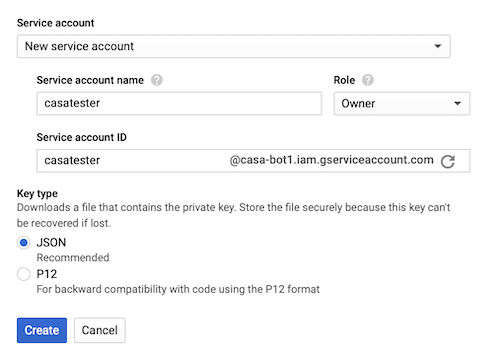 Service account
New service account
Service account name ?
Role ?
casatester
Owner
Service account ID
casatester @casa-bot1.iam.gserviceaccount.com
Key type
Downloads a file that contains the private key. Store the file securely because this key can't
be recovered if lost.
JSON
Recommended
P12
For backward compatibility with code using the P12 format
Create Cancel